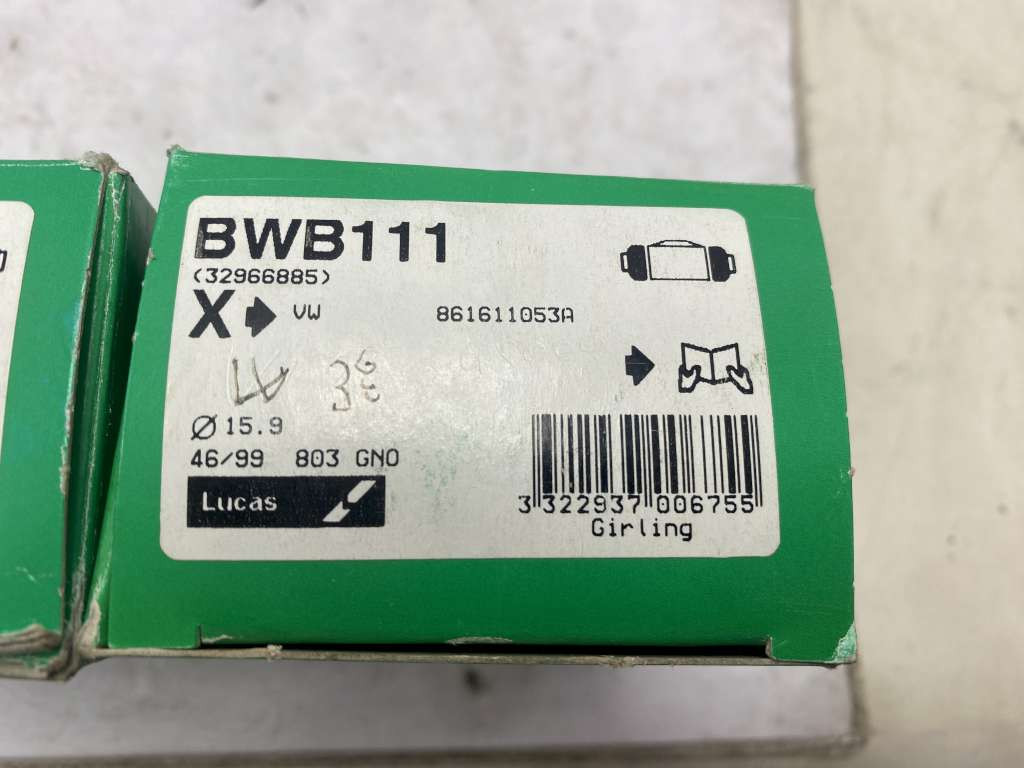 BWB111
(32966885)
X VW 861611053A
Ø 15.9
46/99 803 GNO
Lucas
3 322937 006755
Girling